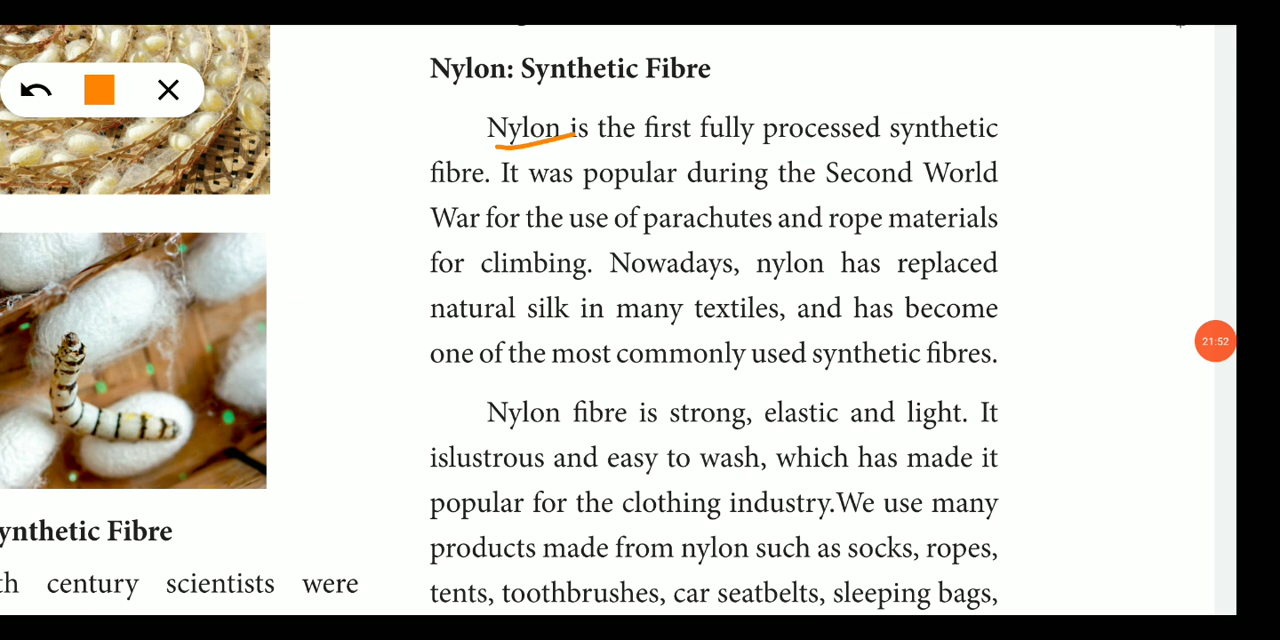 Nylon: Synthetic Fibre
Nylon is the first fully processed synthetic
fibre. It was popular during the Second World
War for the use of parachutes and rope materials
for climbing. Nowadays, nylon has replaced
natural silk in many textiles, and has become
one of the most commonly used synthetic fibres.
Nylon fibre is strong, elastic and light. It
islustrous and easy to wash, which has made it
popular for the clothing industry.We use many
products made from nylon such as socks, ropes,
tents, toothbrushes, car seatbelts, sleeping bags,
21:52
ynthetic Fibre
th century scientists were